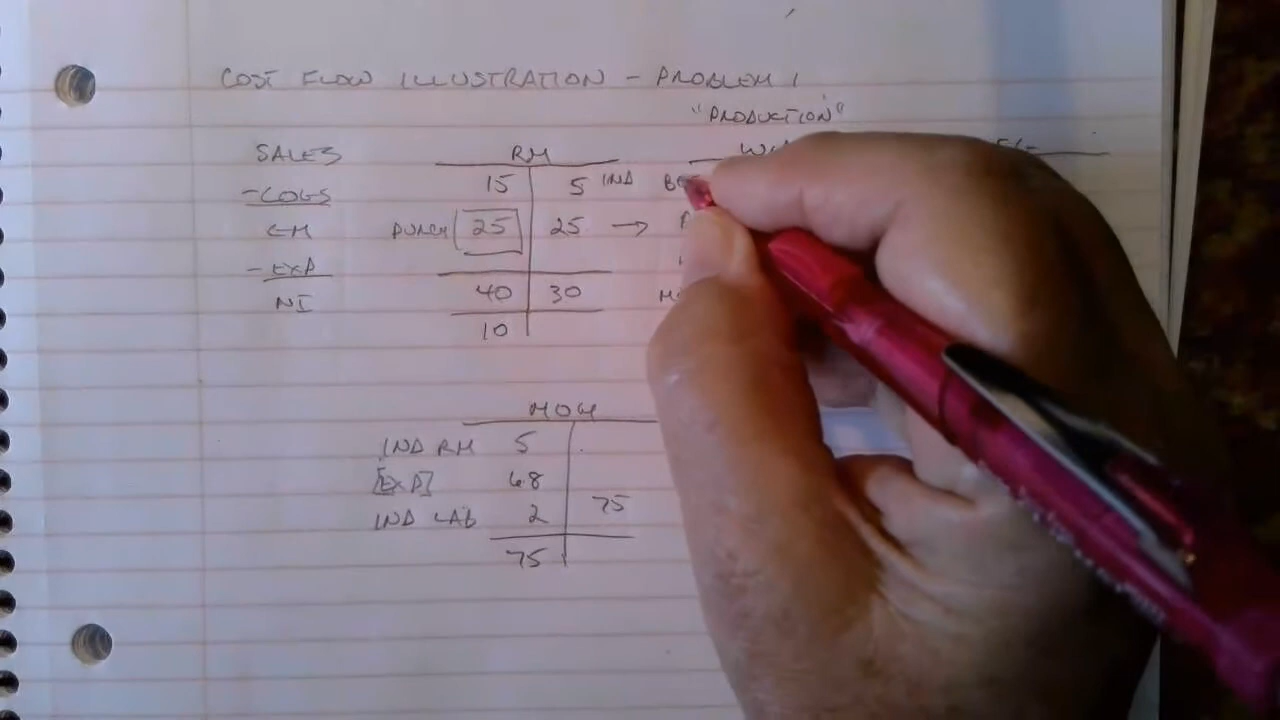 COST FLOW ILLUSTRATION - PROBLEM 1
"PRODUCTION"
SALES RM
-COGS 15 5 IND
CM PURCH 25 25 →
-EXP
NI 40 30
10
MOH
IND RM 5
[EXP] 68
IND LAB 2 75
75